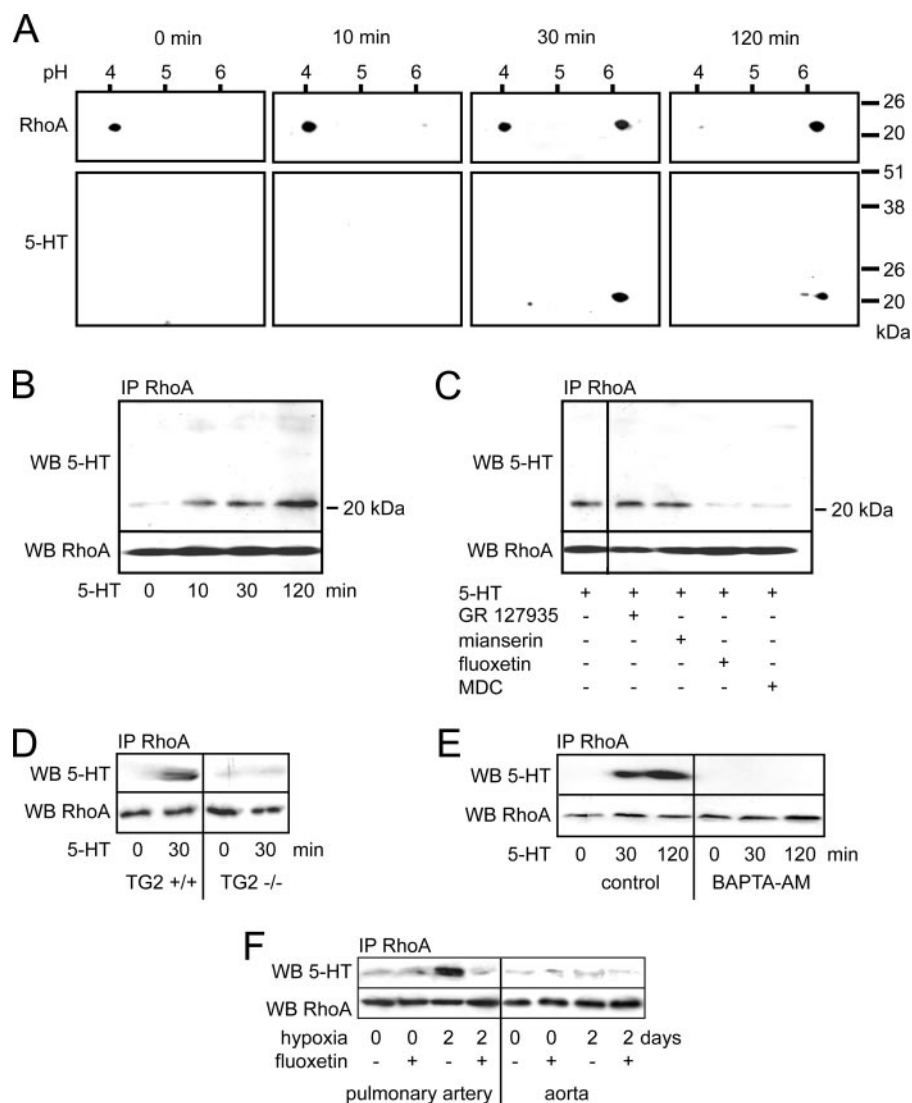 A
0 min 10 min 30 min 120 min
pH 4 5 6 4 5 6 4 5 6 4 5 6
RhoA
26
20
5-HT
51
38
26
20
kDa
B
IP RhoA
WB 5-HT
20 kDa
WB RhoA
5-HT 0 10 30 120 min
C
IP RhoA
WB 5-HT
20 kDa
WB RhoA
5-HT + + + + +
GR 127935 - + - - -
mianserin - - + - -
fluoxetin - - - + -
MDC - - - - +
D
IP RhoA
WB 5-HT
WB RhoA
5-HT 0 30 0 30 min
TG2 +/+ TG2 -/-
E
IP RhoA
WB 5-HT
WB RhoA
5-HT 0 30 120 0 30 120 min
control BAPTA-AM
F
IP RhoA
WB 5-HT
WB RhoA
hypoxia 0 0 2 2 0 0 2 2 days
fluoxetin - + - + - + - +
pulmonary artery aorta